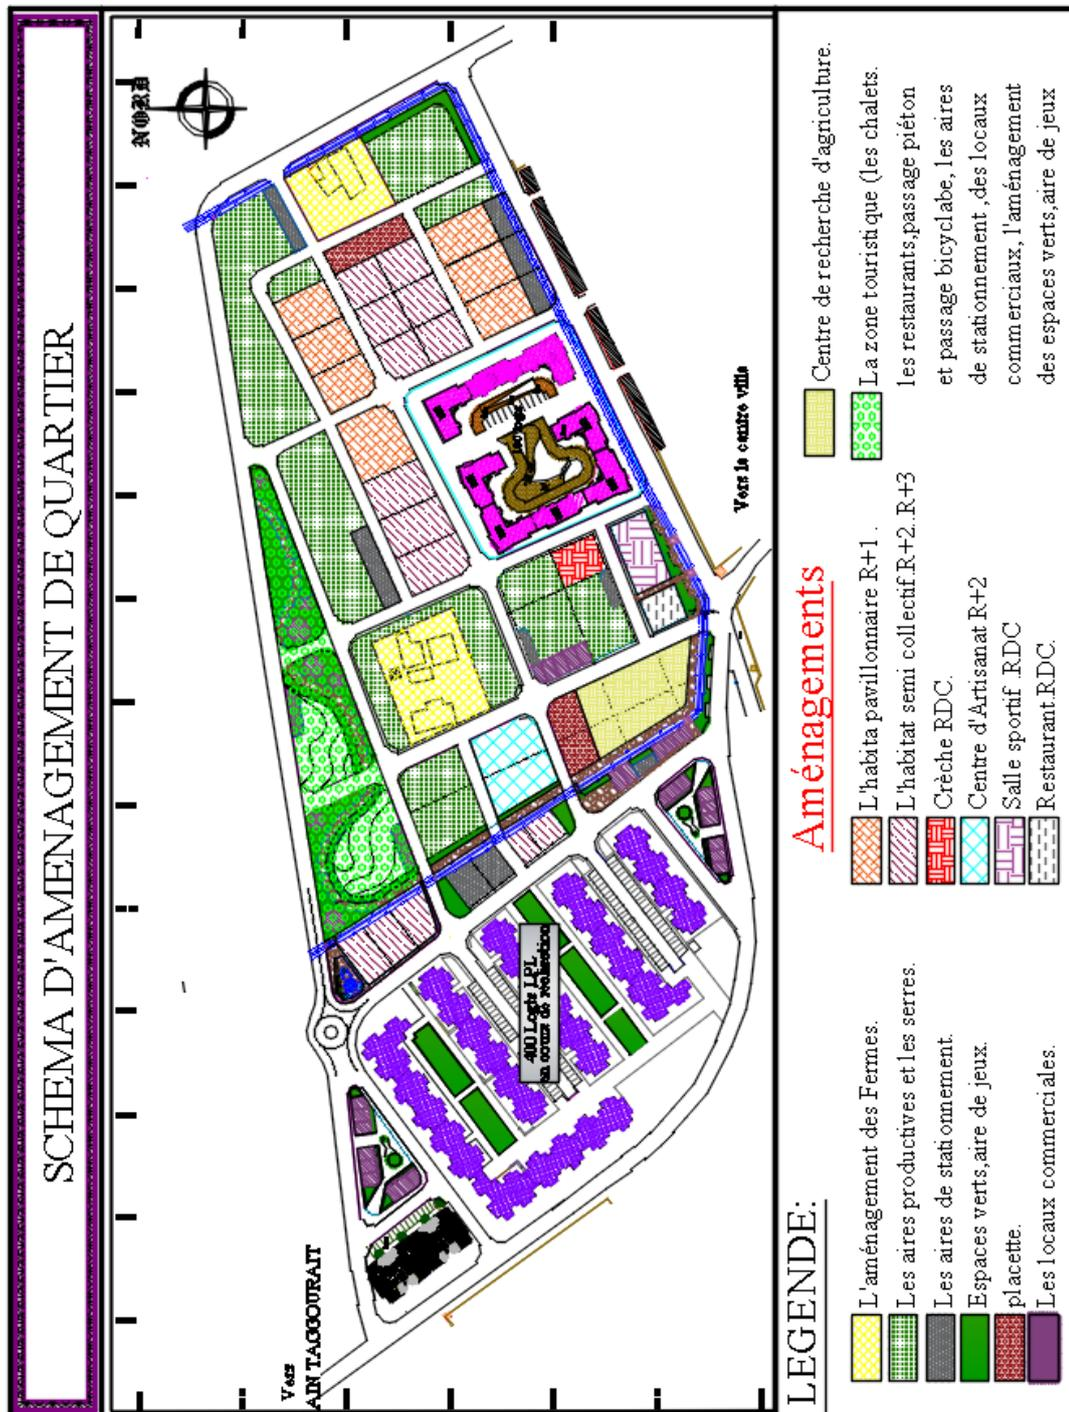 SCHEMA D'AMENAGEMENT DE QUARTIER
NORD
Vers
AIN TAGGOURAIT
400 Logts LPL
en cours de réalisation
Vers le centre ville
LEGENDE:
L'aménagement des Fermes.
Les aires productives et les serres.
Les aires de stationnement.
Espaces verts,aire de jeux.
placette.
Les locaux commerciales.
Aménagements
L'habita pavillonnaire R+1.
L'habitat semi collectif.R+2..R+3
Crèche RDC.
Centre d'Artisanat R+2
Salle sportif .RDC
Restaurant.RDC.
Centre de recherche d'agriculture.
La zone touristique (les chalets.
les restaurants,passage piéton
et passage bicyclabe, les aires
de stationnement ,des locaux
commerciaux, l'aménagement
des espaces verts,aire de jeux